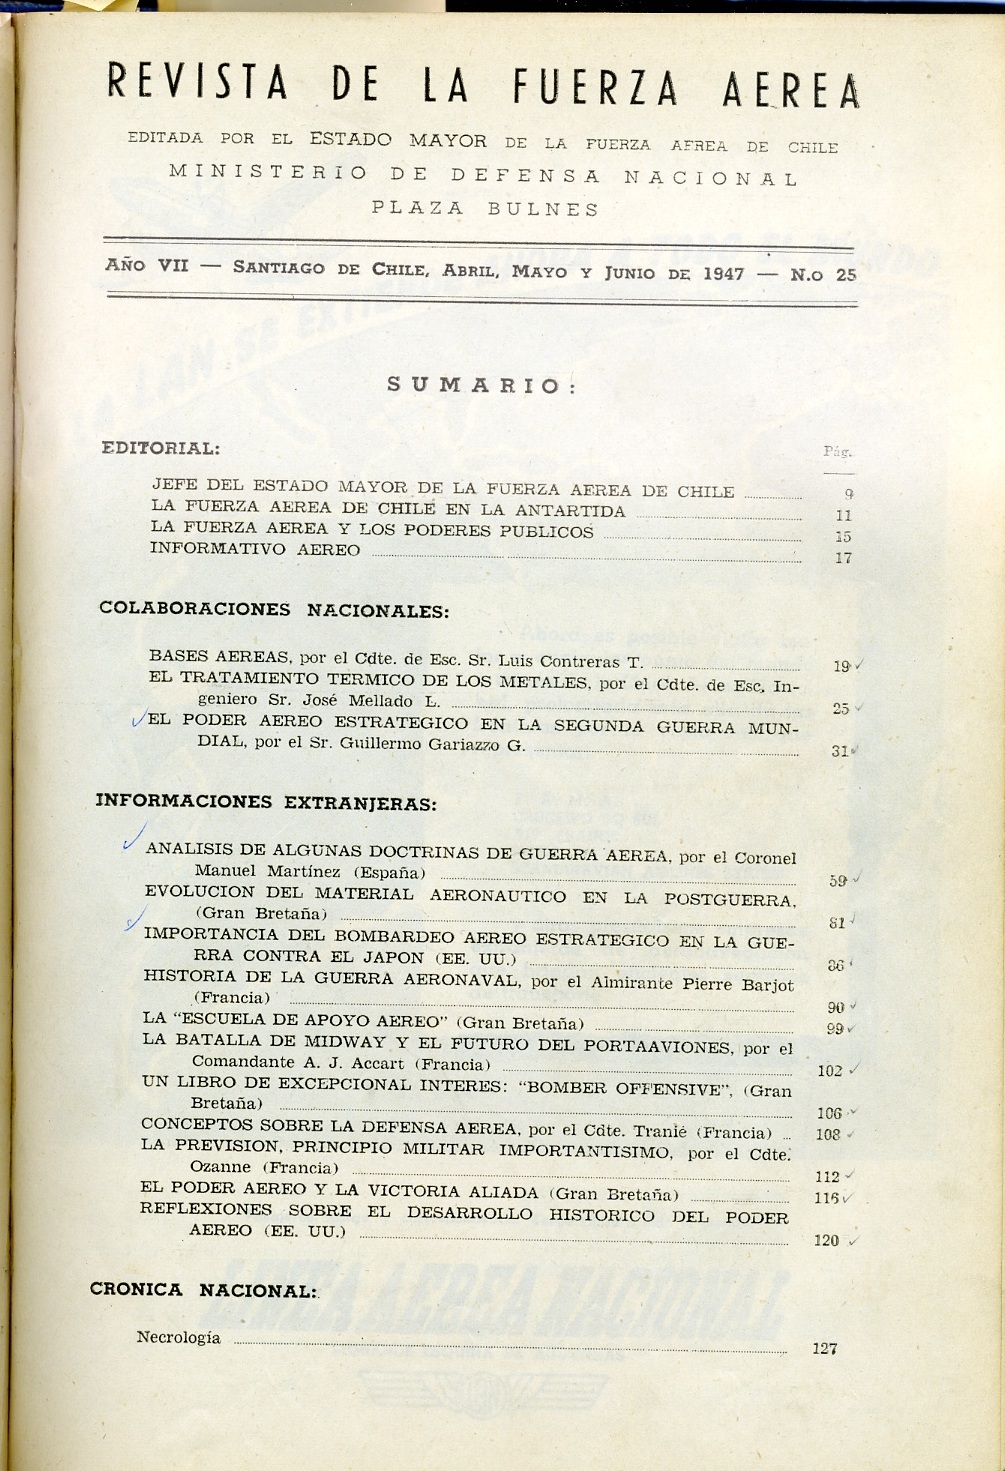 REVISTA DE LA FUERZA AEREA
EDITADA POR EL ESTADO MAYOR DE LA FUERZA AEREA DE CHILE
MINISTERIO DE DEFENSA NACIONAL
PLAZA BULNES
AÑO VII — SANTIAGO DE CHILE, ABRIL, MAYO Y JUNIO DE 1947 — N.o 25
SUMARIO:
EDITORIAL:
Pág.
JEFE DEL ESTADO MAYOR DE LA FUERZA AEREA DE CHILE 9
LA FUERZA AEREA DE CHILE EN LA ANTARTIDA 11
LA FUERZA AEREA Y LOS PODERES PUBLICOS 15
INFORMATIVO AEREO 17
COLABORACIONES NACIONALES:
BASES AEREAS, por el Cdte. de Esc. Sr. Luis Contreras T. 19
EL TRATAMIENTO TERMICO DE LOS METALES, por el Cdte. de Esc. In-
geniero Sr. José Mellado L. 25
EL PODER AEREO ESTRATEGICO EN LA SEGUNDA GUERRA MUN-
DIAL, por el Sr. Guillermo Gariazzo G. 31
INFORMACIONES EXTRANJERAS:
ANALISIS DE ALGUNAS DOCTRINAS DE GUERRA AEREA, por el Coronel
Manuel Martínez (España) 59
EVOLUCION DEL MATERIAL AERONAUTICO EN LA POSTGUERRA,
(Gran Bretaña) 81
IMPORTANCIA DEL BOMBARDEO AEREO ESTRATEGICO EN LA GUE-
RRA CONTRA EL JAPON (EE. UU.) 86
HISTORIA DE LA GUERRA AERONAVAL, por el Almirante Pierre Barjot
(Francia) 90
LA "ESCUELA DE APOYO AEREO" (Gran Bretaña) 99
LA BATALLA DE MIDWAY Y EL FUTURO DEL PORTAAVIONES, por el
Comandante A. J. Accart (Francia) 102
UN LIBRO DE EXCEPCIONAL INTERES: "BOMBER OFFENSIVE", (Gran
Bretaña) 106
CONCEPTOS SOBRE LA DEFENSA AEREA, por el Cdte. Tranié (Francia) 108
LA PREVISION, PRINCIPIO MILITAR IMPORTANTISIMO, por el Cdte.
Ozanne (Francia) 112
EL PODER AEREO Y LA VICTORIA ALIADA (Gran Bretaña) 116
REFLEXIONES SOBRE EL DESARROLLO HISTORICO DEL PODER
AEREO (EE. UU.) 120
CRONICA NACIONAL:
Necrología 127